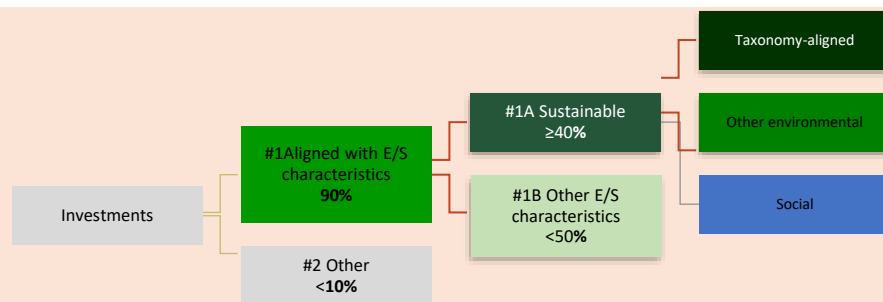 Taxonomy-aligned
#1A Sustainable
≥40%
Other environmental
#1Aligned with E/S
characteristics
90%
#1B Other E/S
characteristics
<50%
Social
Investments
#2 Other
<10%